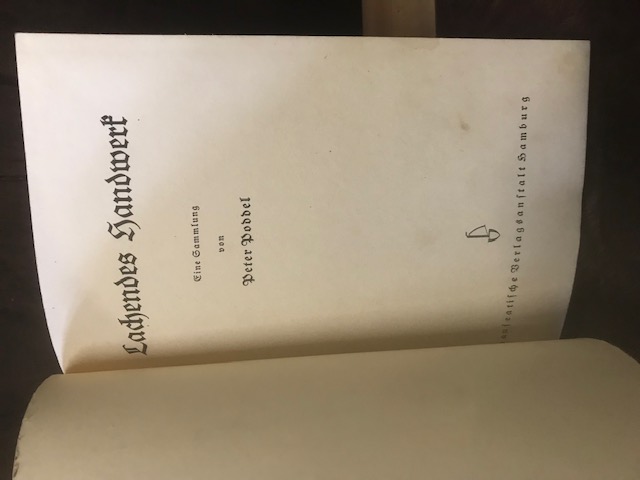 Lachendes Handwerk
Eine Sammlung
von
Peter Poddel
Verlagsanstalt Hamburg